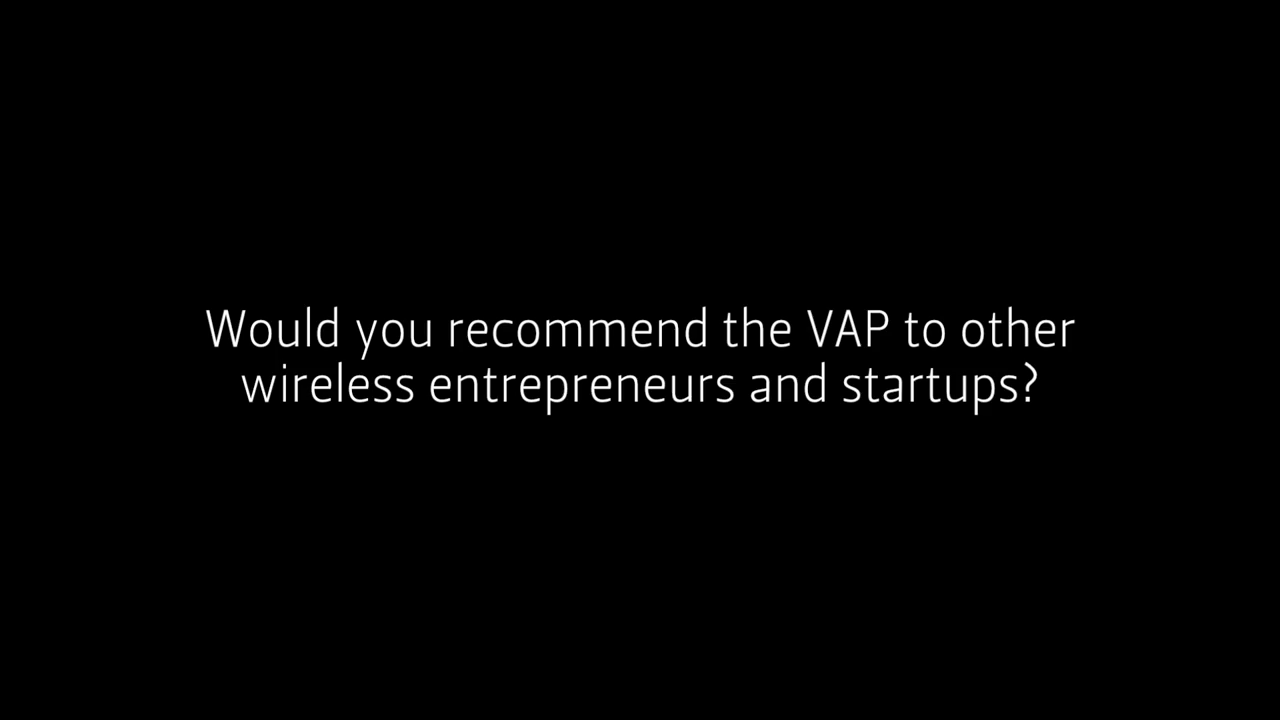 Would you recommend the VAP to other
wireless entrepreneurs and startups?